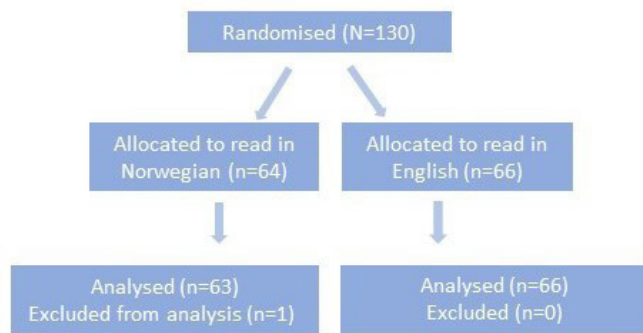 Randomised (N=130)
Allocated to read in
Norwegian (n=64)
Allocated to read in
English (n=66)
Analysed (n=63)
Excluded from analysis (n=1)
Analysed (n=66)
Excluded (n=0)